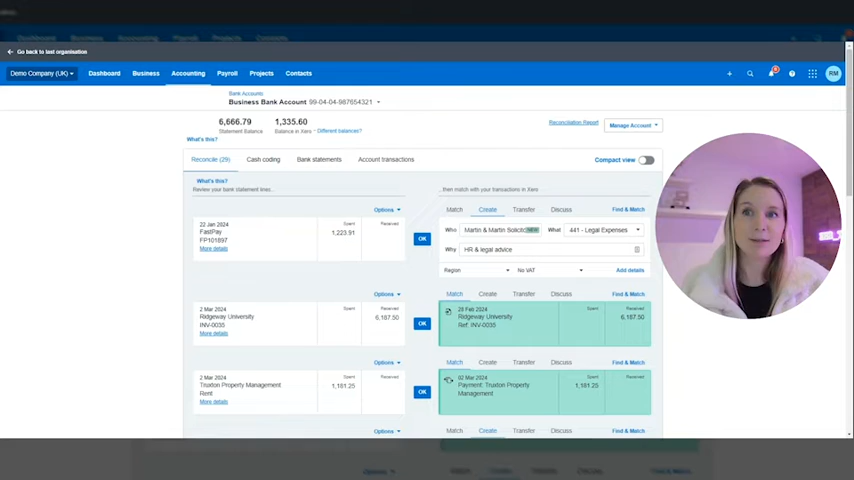 Go back to last organisation
Demo Company (UK) Dashboard Business Accounting Payroll Projects Contacts RM
Bank Accounts
Business Bank Account 99-04-04-987654321
6,666.79 1,335.60 Reconciliation Report Manage Account
Statement Balance Balance in Xero - Different balances?
What's this?
Reconcile (29) Cash coding Bank statements Account transactions Compact view
What's this?
Review your bank statement lines... ...then match with your transactions in Xero
Options Match Create Transfer Discuss Find & Match
22 Jan 2024 Spent Received
FastPay 1,223.91
FP101897
More details
OK
Who Martin & Martin Solicito NEW What 441 - Legal Expenses
Why HR & legal advice
Region No VAT Add details
Options Match Create Transfer Discuss Find & Match
2 Mar 2024 Spent Received
Ridgeway University 6,187.50
INV-0035
More details
OK
28 Feb 2024 Spent Received
Ridgeway University 6,187.50
Ref: INV-0035
Options Match Create Transfer Discuss Find & Match
2 Mar 2024 Spent Received
Truxton Property Management 1,181.25
Rent
More details
OK
02 Mar 2024 Spent Received
Payment: Truxton Property 1,181.25
Management
Options Match Create Transfer Discuss Find & Match